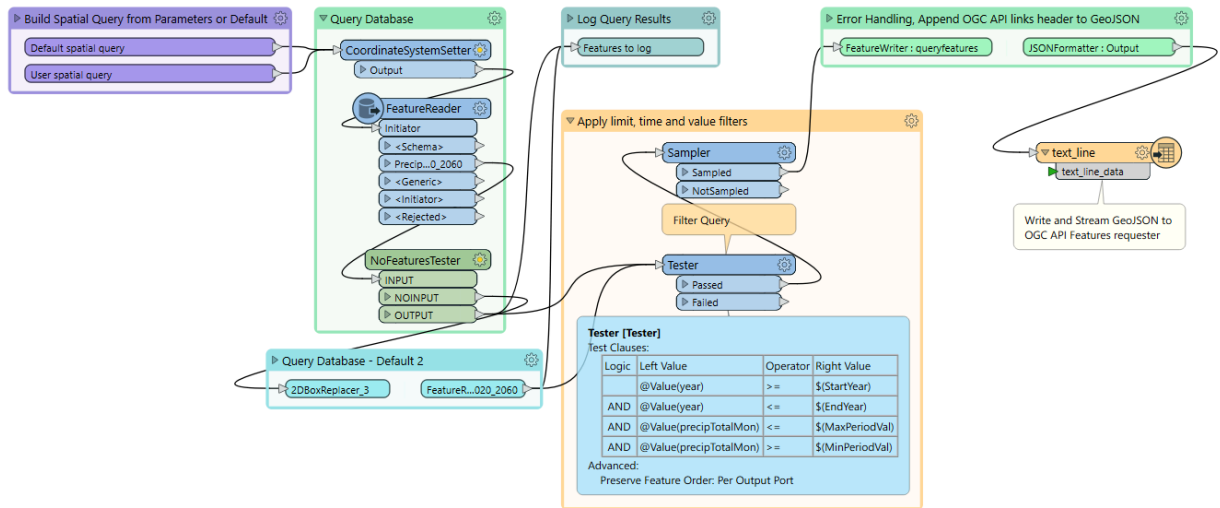 Build Spatial Query from Parameters or Default
Default spatial query
User spatial query
Query Database
CoordinateSystemSetter
Output
FeatureReader
Initiator
<Schema>
Precip...0_2060
<Generic>
<Initiator>
<Rejected>
NoFeaturesTester
INPUT
NOINPUT
OUTPUT
Query Database - Default 2
2DBoxReplacer_3
FeatureR...020_2060
Log Query Results
Features to log
Apply limit, time and value filters
Sampler
Sampled
NotSampled
Filter Query
Tester
Passed
Failed
Tester [Tester]
Test Clauses:
Logic Left Value Operator Right Value
@Value(year) >= $(StartYear)
AND @Value(year) <= $(EndYear)
AND @Value(precipTotalMon) <= $(MaxPeriodVal)
AND @Value(precipTotalMon) >= $(MinPeriodVal)
Advanced:
Preserve Feature Order: Per Output Port
Error Handling, Append OGC API links header to GeoJSON
FeatureWriter : queryfeatures
JSONFormatter : Output
text_line
text_line_data
Write and Stream GeoJSON to
OGC API Features requester